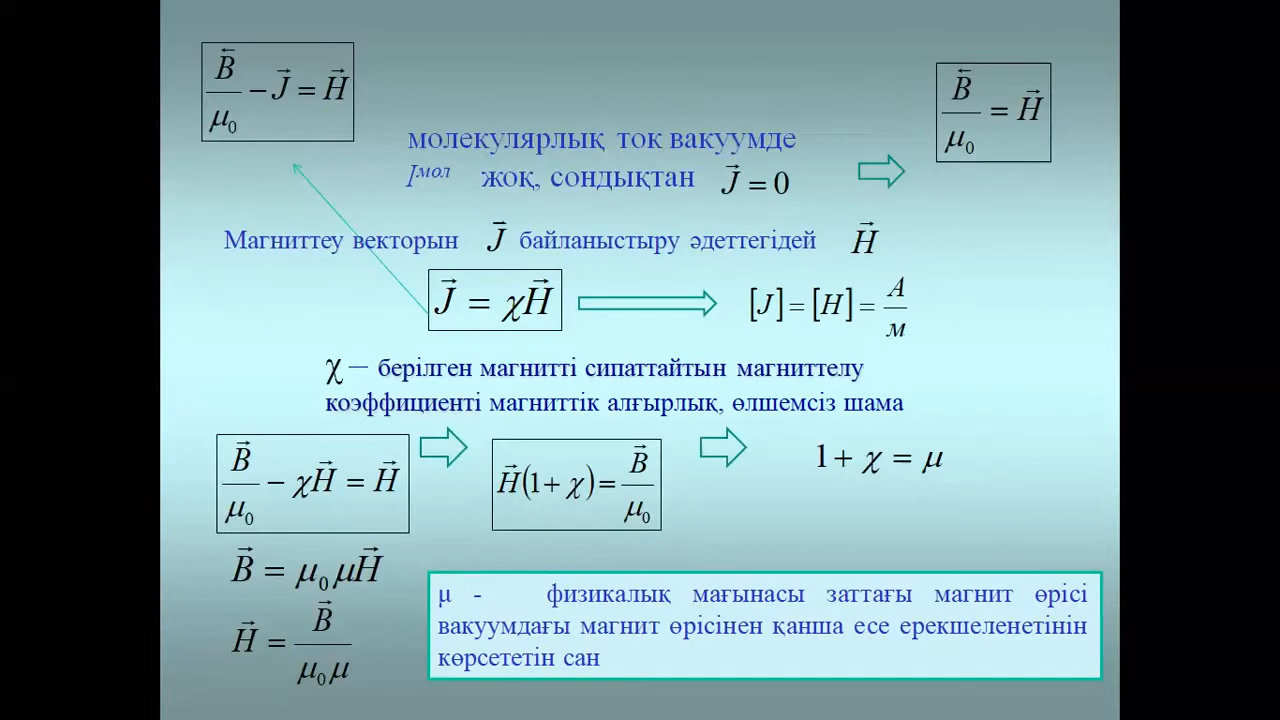 B⃖/μ₀ − J⃗ = H⃗
B⃖/μ₀ = H⃗
молекулярлық ток вакуумде
Iмол жоқ, сондықтан J⃗ = 0
Магниттеу векторын J⃗ байланыстыру әдеттегідей H⃗
J⃗ = χH⃗
[J] = [H] = А/м
χ – берілген магнитті сипаттайтын магниттелу
коэффициенті магниттік алғырлық, өлшемсіз шама
B⃗/μ₀ − χH⃗ = H⃗
H⃗(1 + χ) = B⃗/μ₀
1 + χ = μ
B⃗ = μ₀μH⃗
H⃗ = B⃗/μ₀μ
μ - физикалық мағынасы заттағы магнит өрісі
вакуумдағы магнит өрісінен қанша есе ерекшеленетінін
көрсететін сан